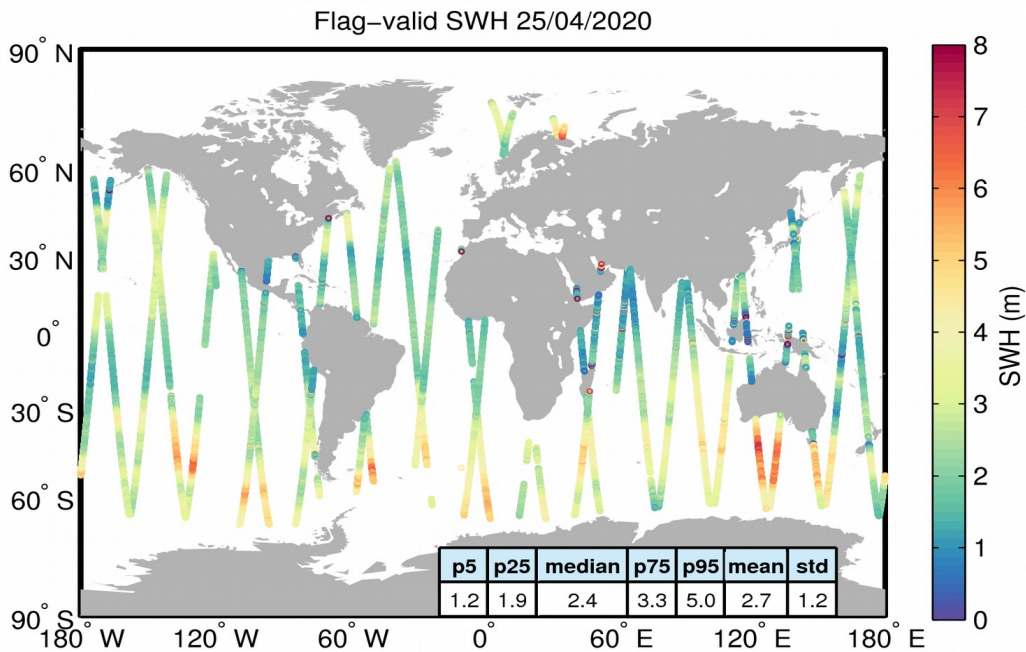 Flag−valid SWH 25/04/2020
90° N
60° N
30° N
0°
30° S
60° S
90° S
180° W
120° W
60° W
0°
60° E
120° E
180° E
p5 p25 median p75 p95 mean std
1.2 1.9 2.4 3.3 5.0 2.7 1.2
8
7
6
5
4
3
2
1
0
SWH (m)